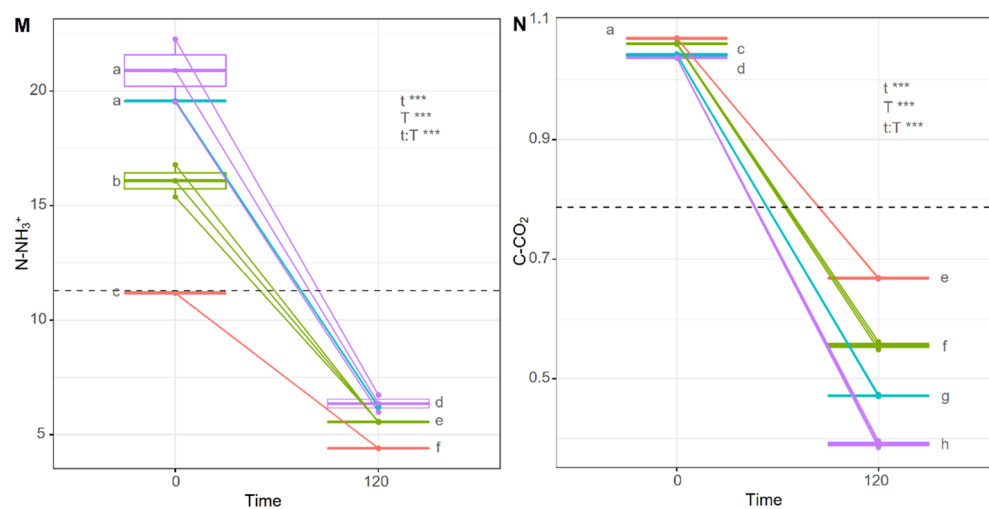 M
N-NH₃⁺
20
15
10
5
a
a
b
c
t ***
T ***
t:T ***
d
e
f
0
120
Time
N
C-CO₂
1.1
0.9
0.7
0.5
a
c
d
t ***
T ***
t:T ***
e
f
g
h
0
120
Time